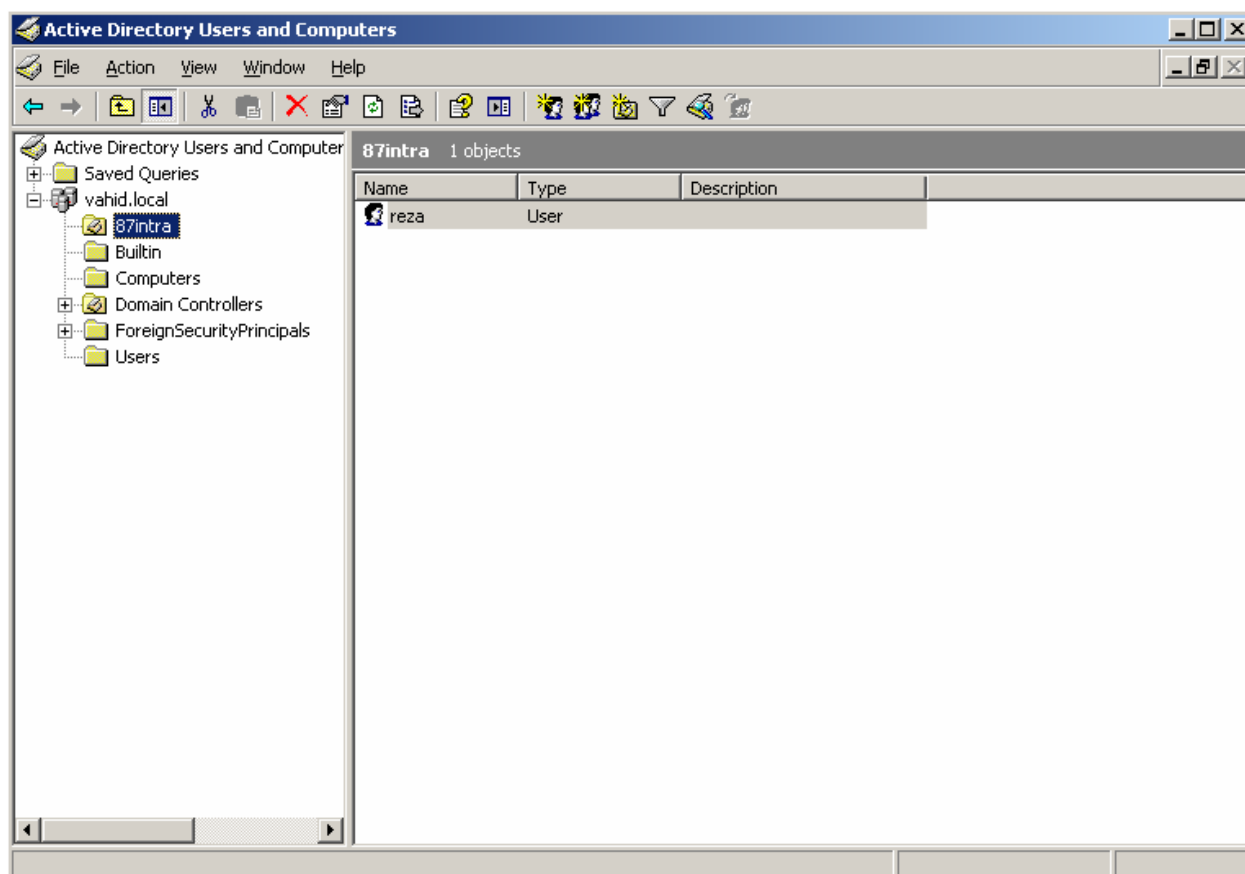 Active Directory Users and Computers
File Action View Window Help
Active Directory Users and Computer
Saved Queries
vahid.local
87intra
Builtin
Computers
Domain Controllers
ForeignSecurityPrincipals
Users
87intra 1 objects
Name Type Description
reza User